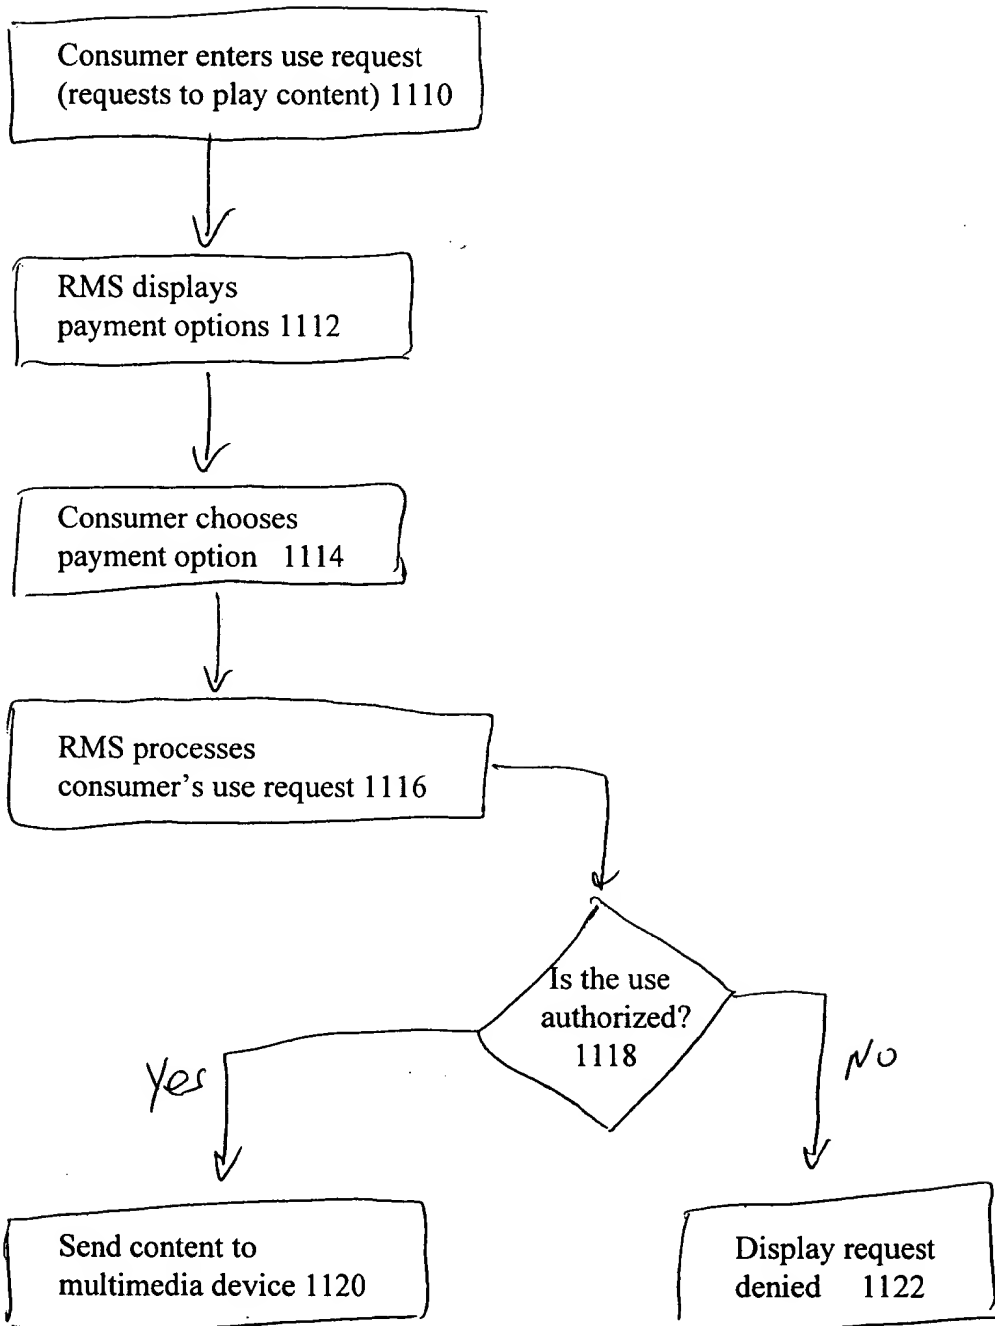 Consumer enters use request
(requests to play content) 1110
RMS displays
payment options 1112
Consumer chooses
payment option 1114
RMS processes
consumer's use request 1116
Is the use
authorized?
1118
Yes
No
Send content to
multimedia device 1120
Display request
denied 1122